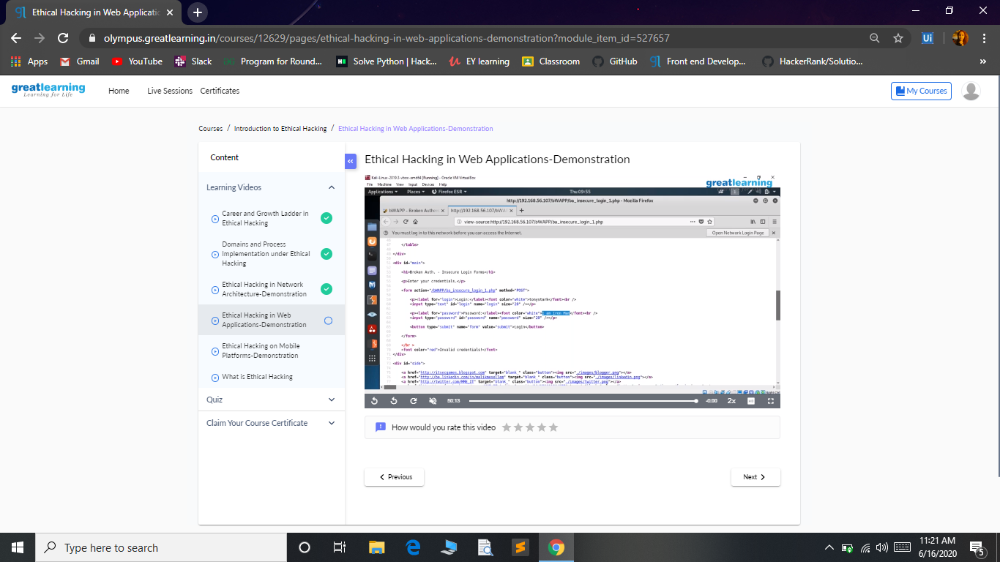 Ethical Hacking in Web Applicatio
olympus.greatlearning.in/courses/12629/pages/ethical-hacking-in-web-applications-demonstration?module_item_id=527657
Apps Gmail YouTube Slack Program for Round... Solve Python | Hack... EY learning Classroom GitHub Front end Develop... HackerRank/Solutio...
greatlearning
Learning for Life
Home Live Sessions Certificates
My Courses
Courses / Introduction to Ethical Hacking / Ethical Hacking in Web Applications-Demonstration
Content
Learning Videos
Career and Growth Ladder in
Ethical Hacking
Domains and Process
Implementation under Ethical
Hacking
Ethical Hacking in Network
Architecture-Demonstration
Ethical Hacking in Web
Applications-Demonstration
Ethical Hacking on Mobile
Platforms-Demonstration
What is Ethical Hacking
Quiz
Claim Your Course Certificate
Ethical Hacking in Web Applications-Demonstration
Kali-Linux-2019.3-vbox-amd64 [Running] - Oracle VM VirtualBox
File Machine View Input Devices Help
greatlearning
Applications Places Firefox ESR Thu 09:55
http://192.168.56.107/bWAPP/ba_insecure_login_1.php - Mozilla Firefox
bWAPP - Broken Authen http://192.168.56.107/bWA
view-source:http://192.168.56.107/bWAPP/ba_insecure_login_1.php
You must log in to this network before you can access the Internet. Open Network Login Page
</table>
</div>
<div id="main">
<h1>Broken Auth. - Insecure Login Forms</h1>
<p>Enter your credentials.</p>
<form action="/bWAPP/ba_insecure_login_1.php" method="POST">
<p><label for="login">Login:</label><font color="white">tonystark</font><br />
<input type="text" id="login" name="login" size="20" /></p>
<p><label for="password">Password:</label><font color="white">I am Iron Man</font><br />
<input type="password" id="password" name="password" size="20" /></p>
<button type="submit" name="form" value="submit">Login</button>
</form>
</br >
<font color="red">Invalid credentials!</font>
</div>
<div id="side">
<a href="http://itsecgames.blogspot.com" target="blank_" class="button"><img src="./images/blogger.png"></a>
<a href="http://be.linkedin.com/in/malikmesellem" target="blank_" class="button"><img src="./images/linkedin.png"></a>
<a href="http://twitter.com/MME_IT" target="blank_" class="button"><img src="./images/twitter.png"></a>
50:13 -0:00 2x
How would you rate this video
Previous Next
Type here to search
11:21 AM
6/16/2020
5